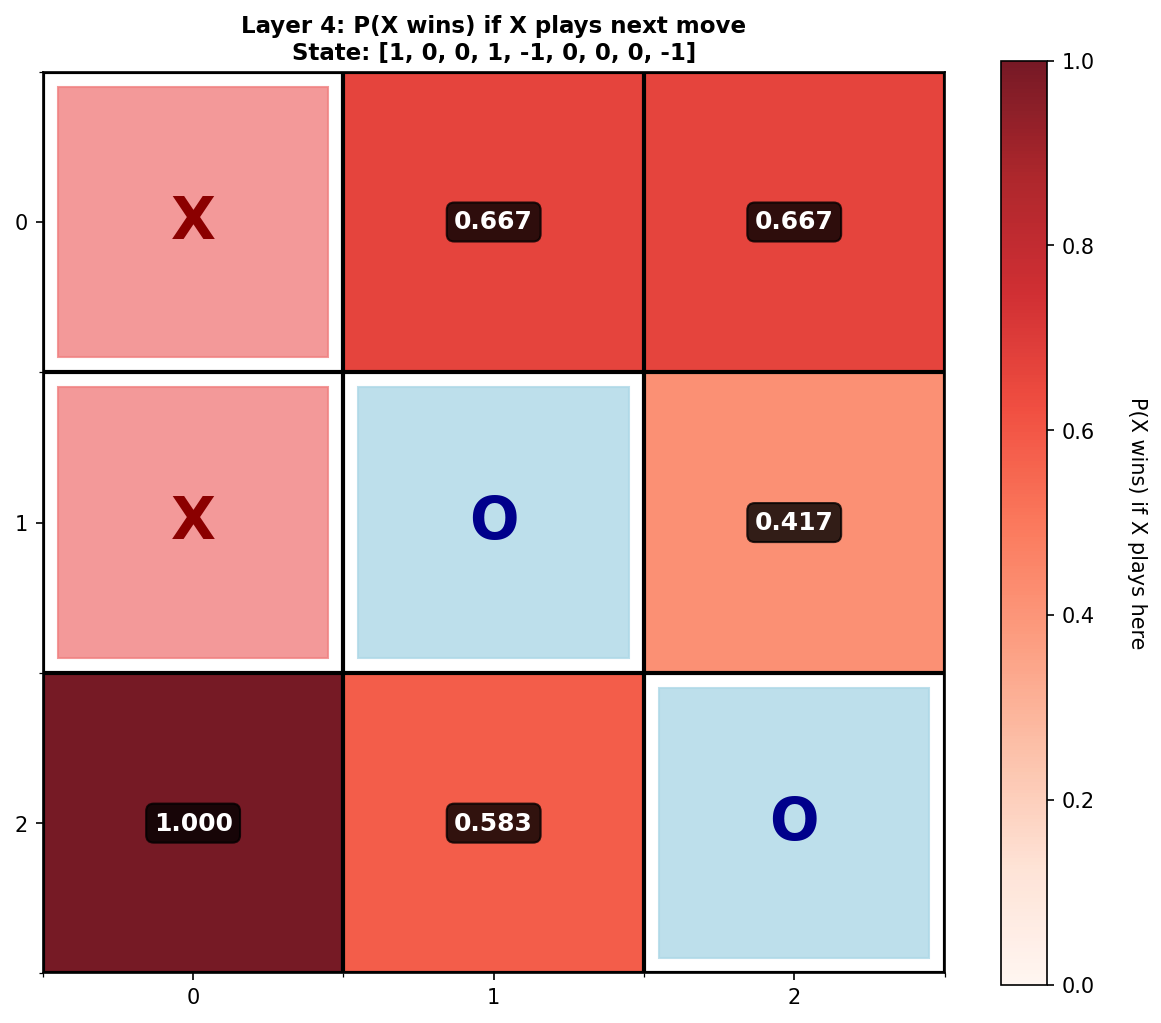 Layer 4: P(X wins) if X plays next move
State: [1, 0, 0, 1, -1, 0, 0, 0, -1]
0
X
0.667
0.667
1
X
O
0.417
2
1.000
0.583
O
0
1
2
1.0
0.8
0.6
0.4
0.2
0.0
P(X wins) if X plays here